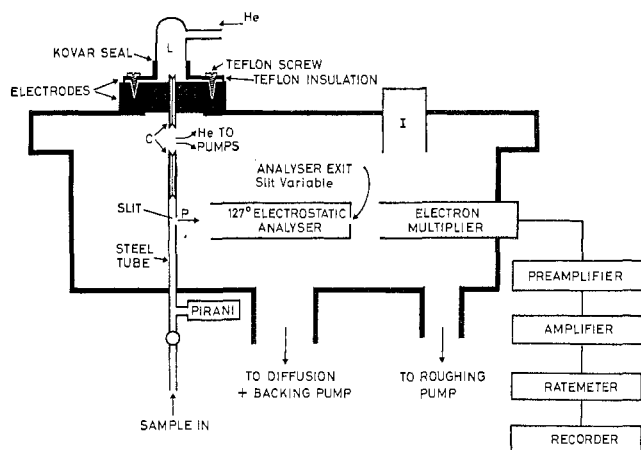 He
L
KOVAR SEAL
TEFLON SCREW
TEFLON INSULATION
ELECTRODES
I
C
He TO
PUMPS
ANALYSER EXIT
Slit Variable
SLIT
P
127° ELECTROSTATIC
ANALYSER
ELECTRON
MULTIPLIER
STEEL
TUBE
PREAMPLIFIER
PIRANI
AMPLIFIER
TO DIFFUSION
+ BACKING PUMP
TO ROUGHING
PUMP
RATEMETER
SAMPLE IN
RECORDER